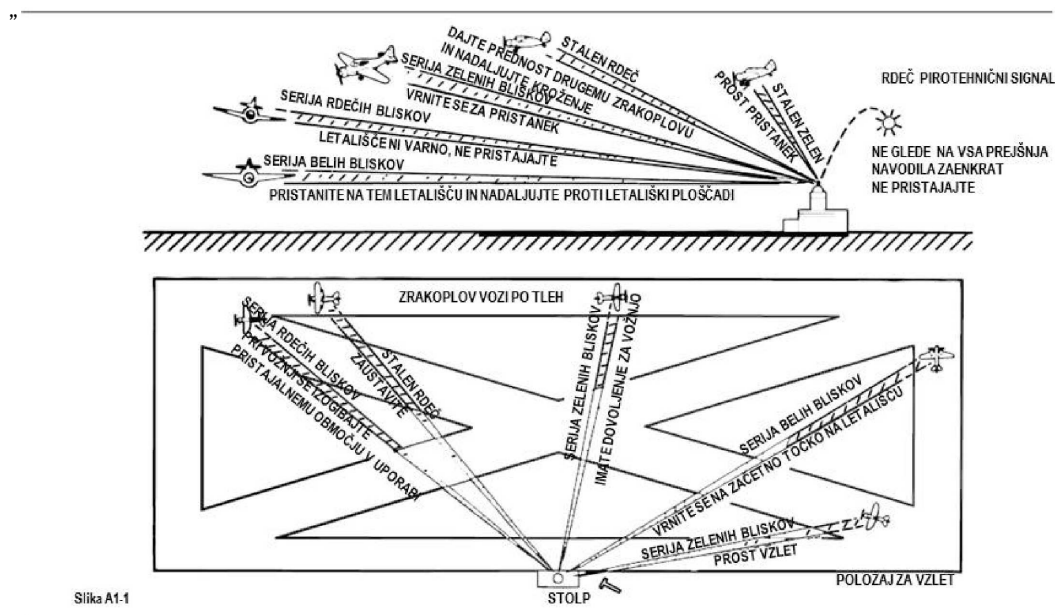 „
DAJTE PREDNOST DRUGEMU ZRAKOPLOVU
IN NADALJUJTE KROŽENJE
STALEN RDEČ
SERIJA ZELENIH BLISKOV
VRNITE SE ZA PRISTANEK
SERIJA RDEČIH BLISKOV
LETALIŠČE NI VARNO, NE PRISTAJAJTE
SERIJA BELIH BLISKOV
PRISTANITE NA TEM LETALIŠČU IN NADALJUJTE PROTI LETALIŠKI PLOŠČADI
STALEN ZELEN
PROST PRISTANEK
RDEČ PIROTEHNIČNI SIGNAL
NE GLEDE NA VSA PREJŠNJA
NAVODILA ZAENKRAT
NE PRISTAJAJTE
ZRAKOPLOV VOZI PO TLEH
SERIJA RDEČIH BLISKOV
PRI VOŽNJI SE IZOGIBAJTE
PRISTAJALNEMU OBMOČJU V UPORABI
STALEN RDEČ
ZAUSTAVITE
SERIJA ZELENIH BLISKOV
IMATE DOVOLJENJE ZA VOŽNJO
SERIJA BELIH BLISKOV
VRNITE SE NA ZAČETNO TOČKO NA LETALIŠČU
SERIJA ZELENIH BLISKOV
PROST VZLET
POLOZAJ ZA VZLET
STOLP
Slika A1-1